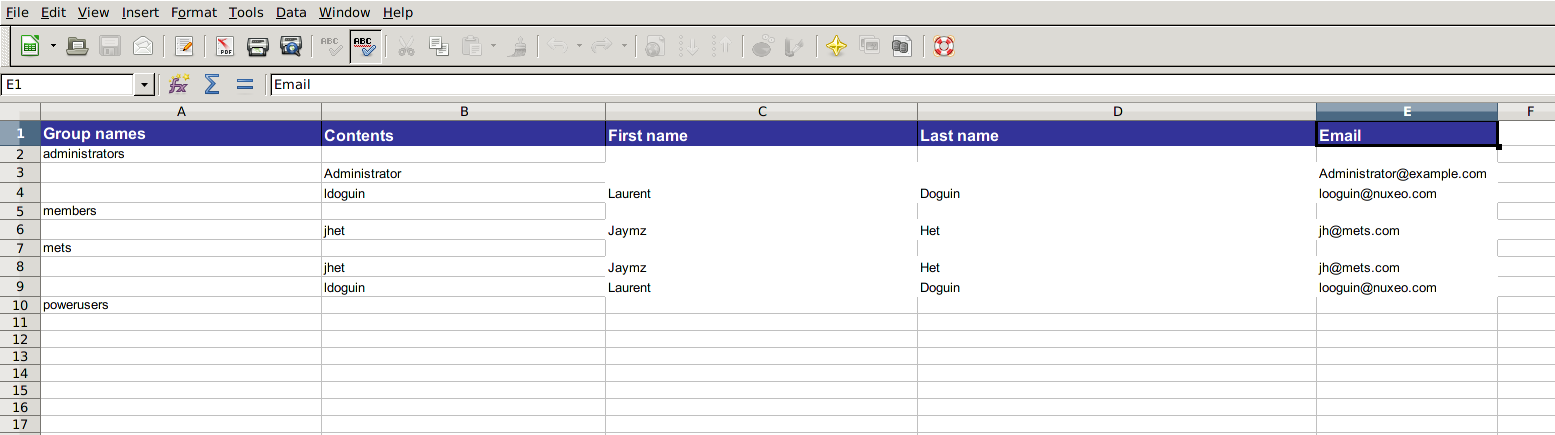 File Edit View Insert Format Tools Data Window Help
PDF ABC ABC
E1 Email
A B C D E F
1 Group names Contents First name Last name Email
2 administrators
3 Administrator Administrator@example.com
4 ldoguin Laurent Doguin looguin@nuxeo.com
5 members
6 jhet Jaymz Het jh@mets.com
7 mets
8 jhet Jaymz Het jh@mets.com
9 ldoguin Laurent Doguin looguin@nuxeo.com
10 powerusers
11
12
13
14
15
16
17